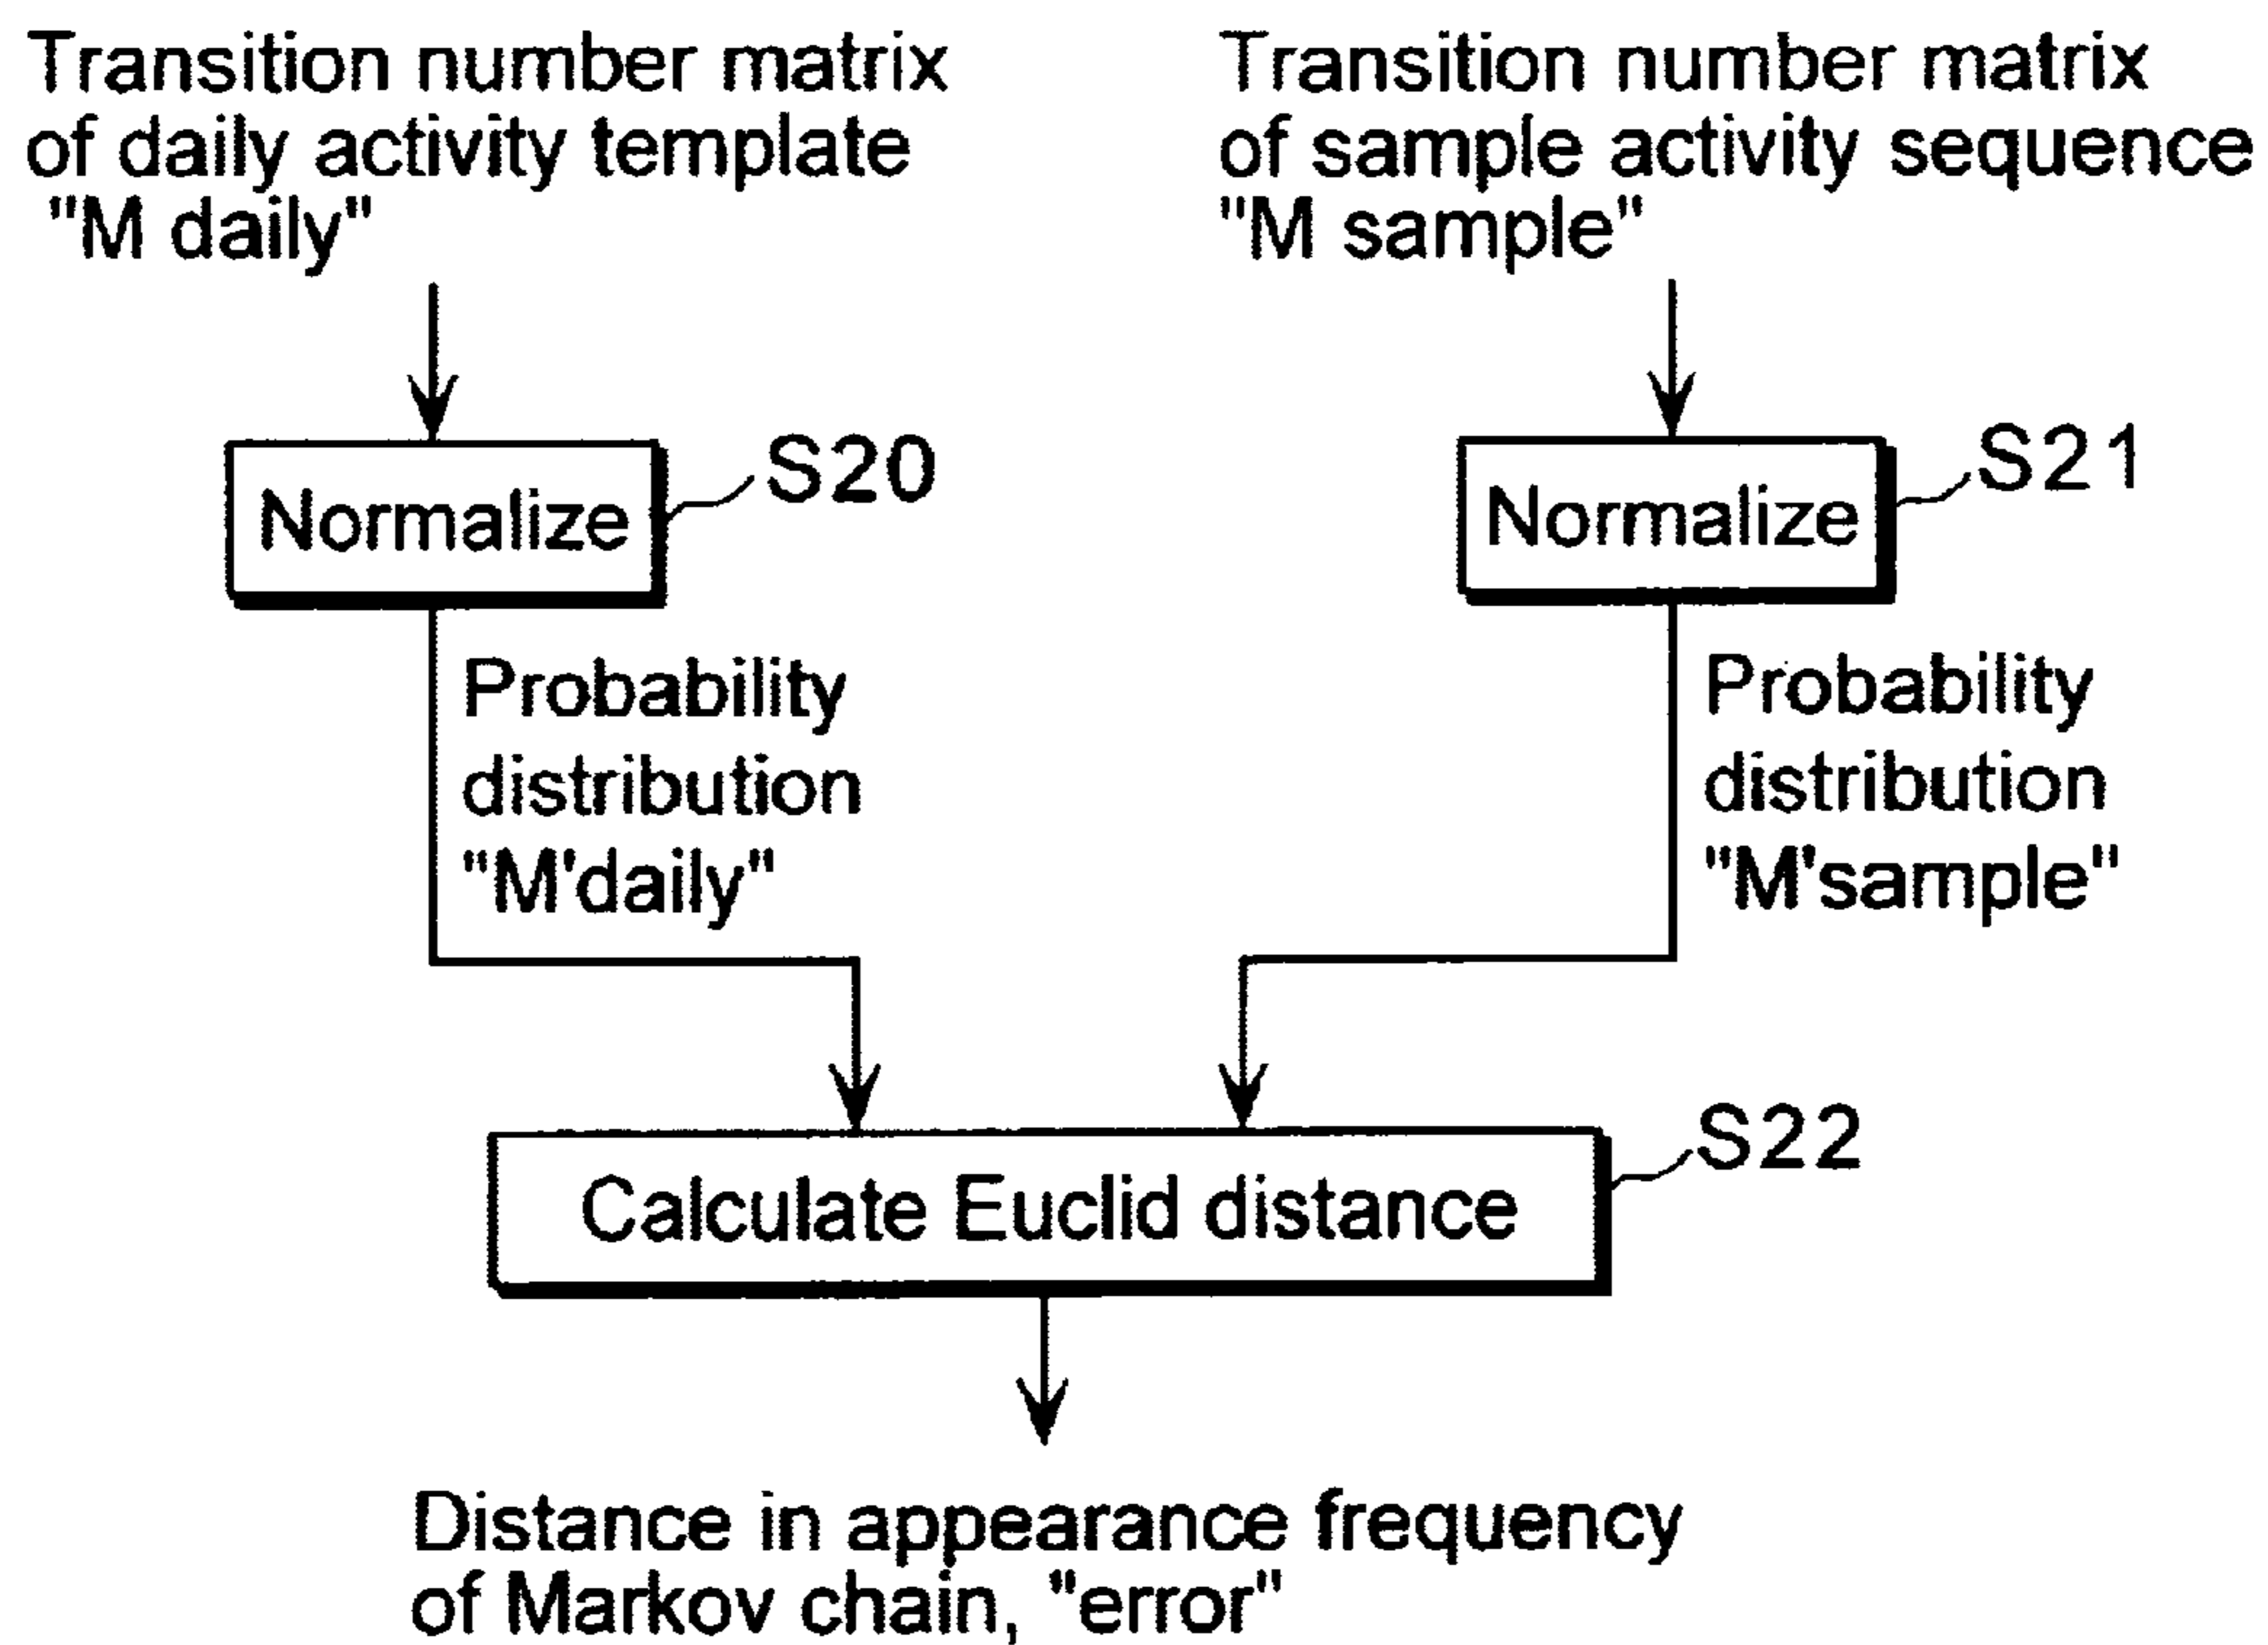 Transition number matrix
of daily activity template
"M daily"
Transition number matrix
of sample activity sequence
"M sample"
Normalize
S20
Normalize
S21
Probability
distribution
"M'daily"
Probability
distribution
"M'sample"
Calculate Euclid distance
S22
Distance in appearance frequency
of Markov chain, "error"